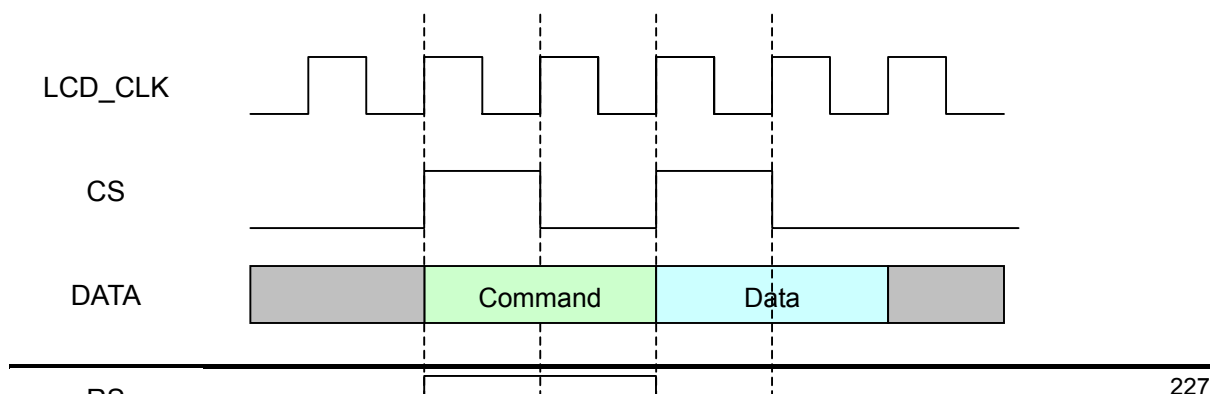 LCD_CLK
CS
DATA
Command
Data
227